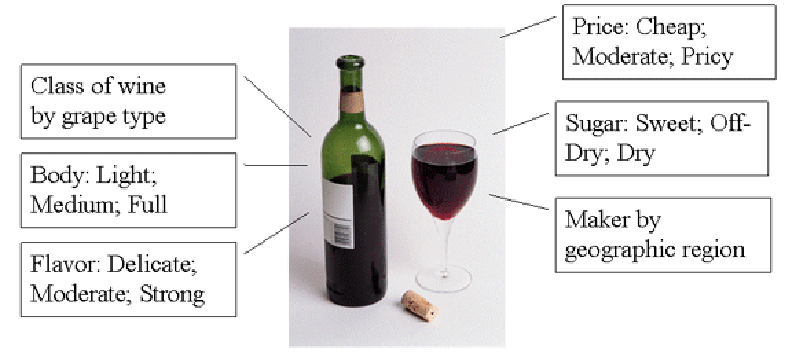 Price: Cheap;
Moderate; Pricy
Class of wine
by grape type
Sugar: Sweet; Off-
Dry; Dry
Body: Light;
Medium; Full
Maker by
geographic region
Flavor: Delicate;
Moderate; Strong